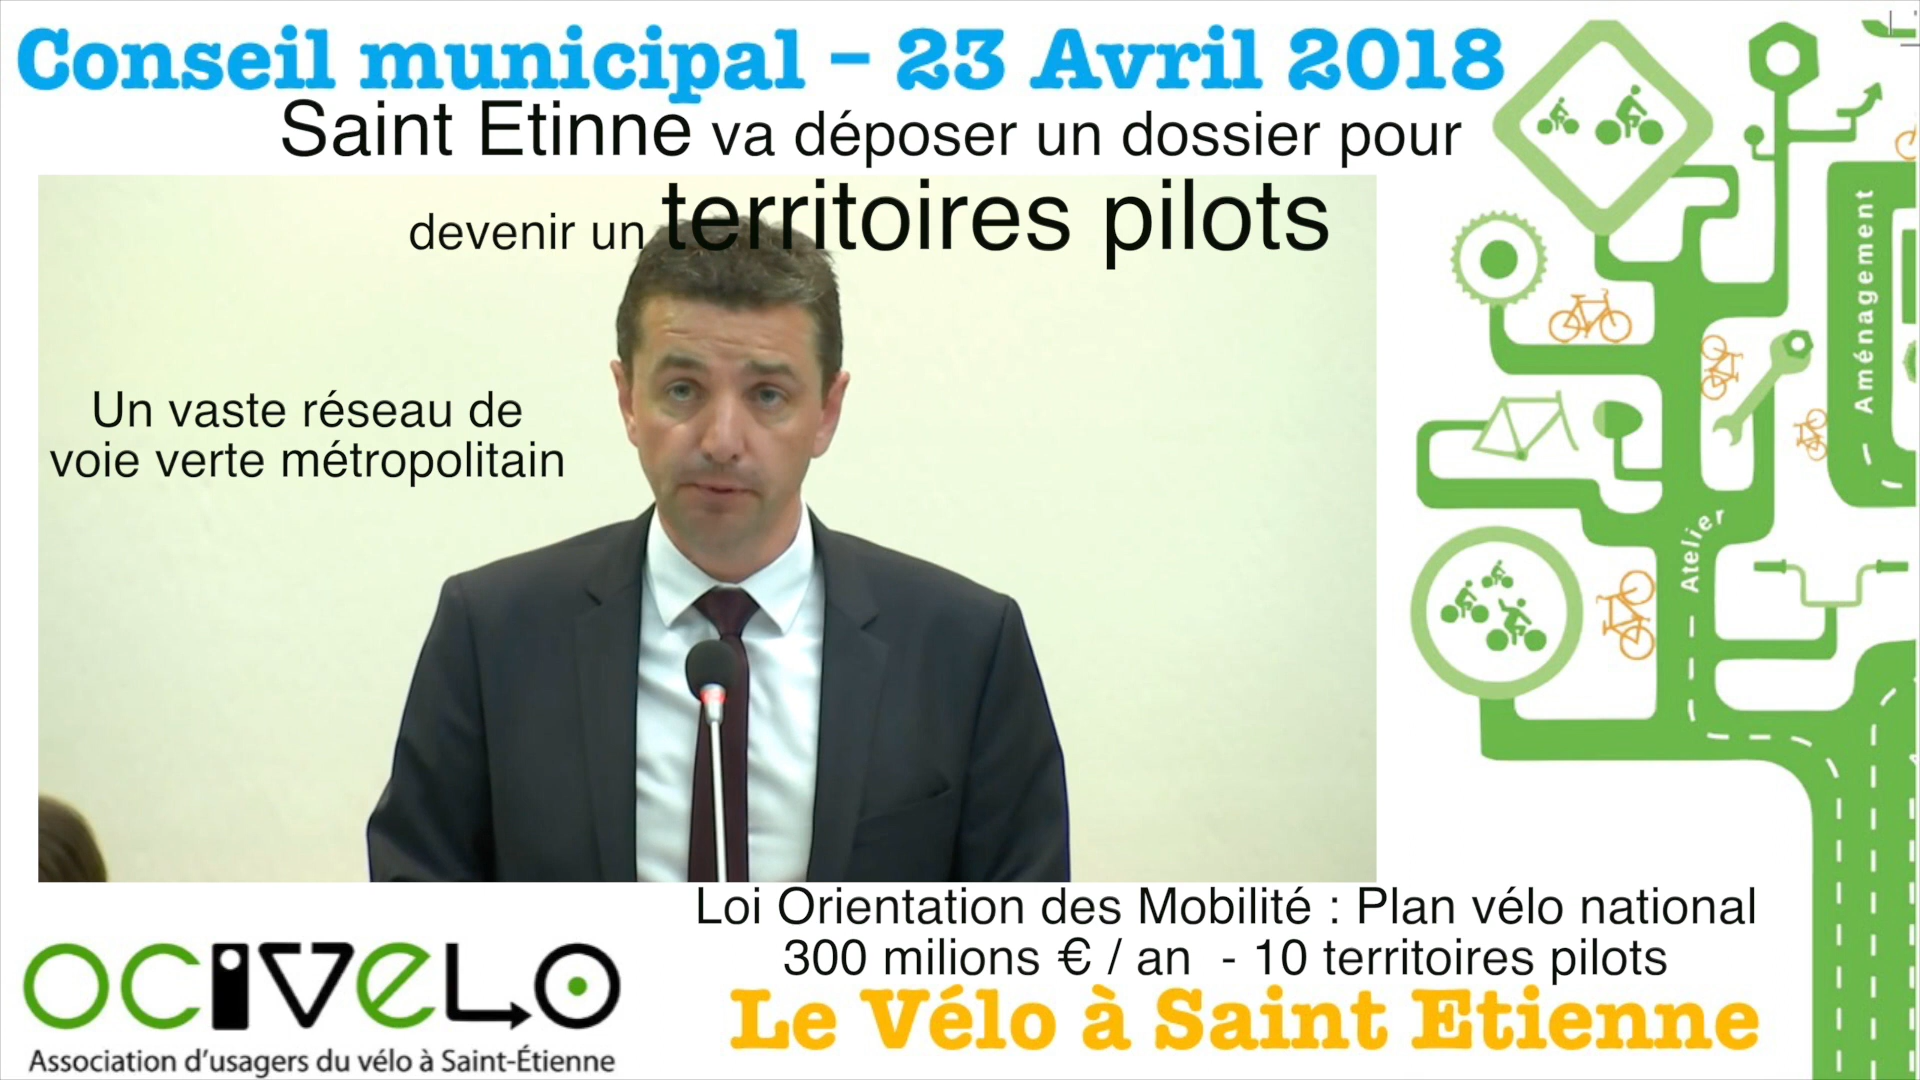 Conseil municipal – 23 Avril 2018
Saint Etinne va déposer un dossier pour
devenir un territoires pilots
Un vaste réseau de
voie verte métropolitain
Aménagement
Atelier
Loi Orientation des Mobilité : Plan vélo national
300 milions € / an - 10 territoires pilots
OCIVELO
Le Vélo à Saint Etienne
Association d'usagers du vélo à Saint-Étienne